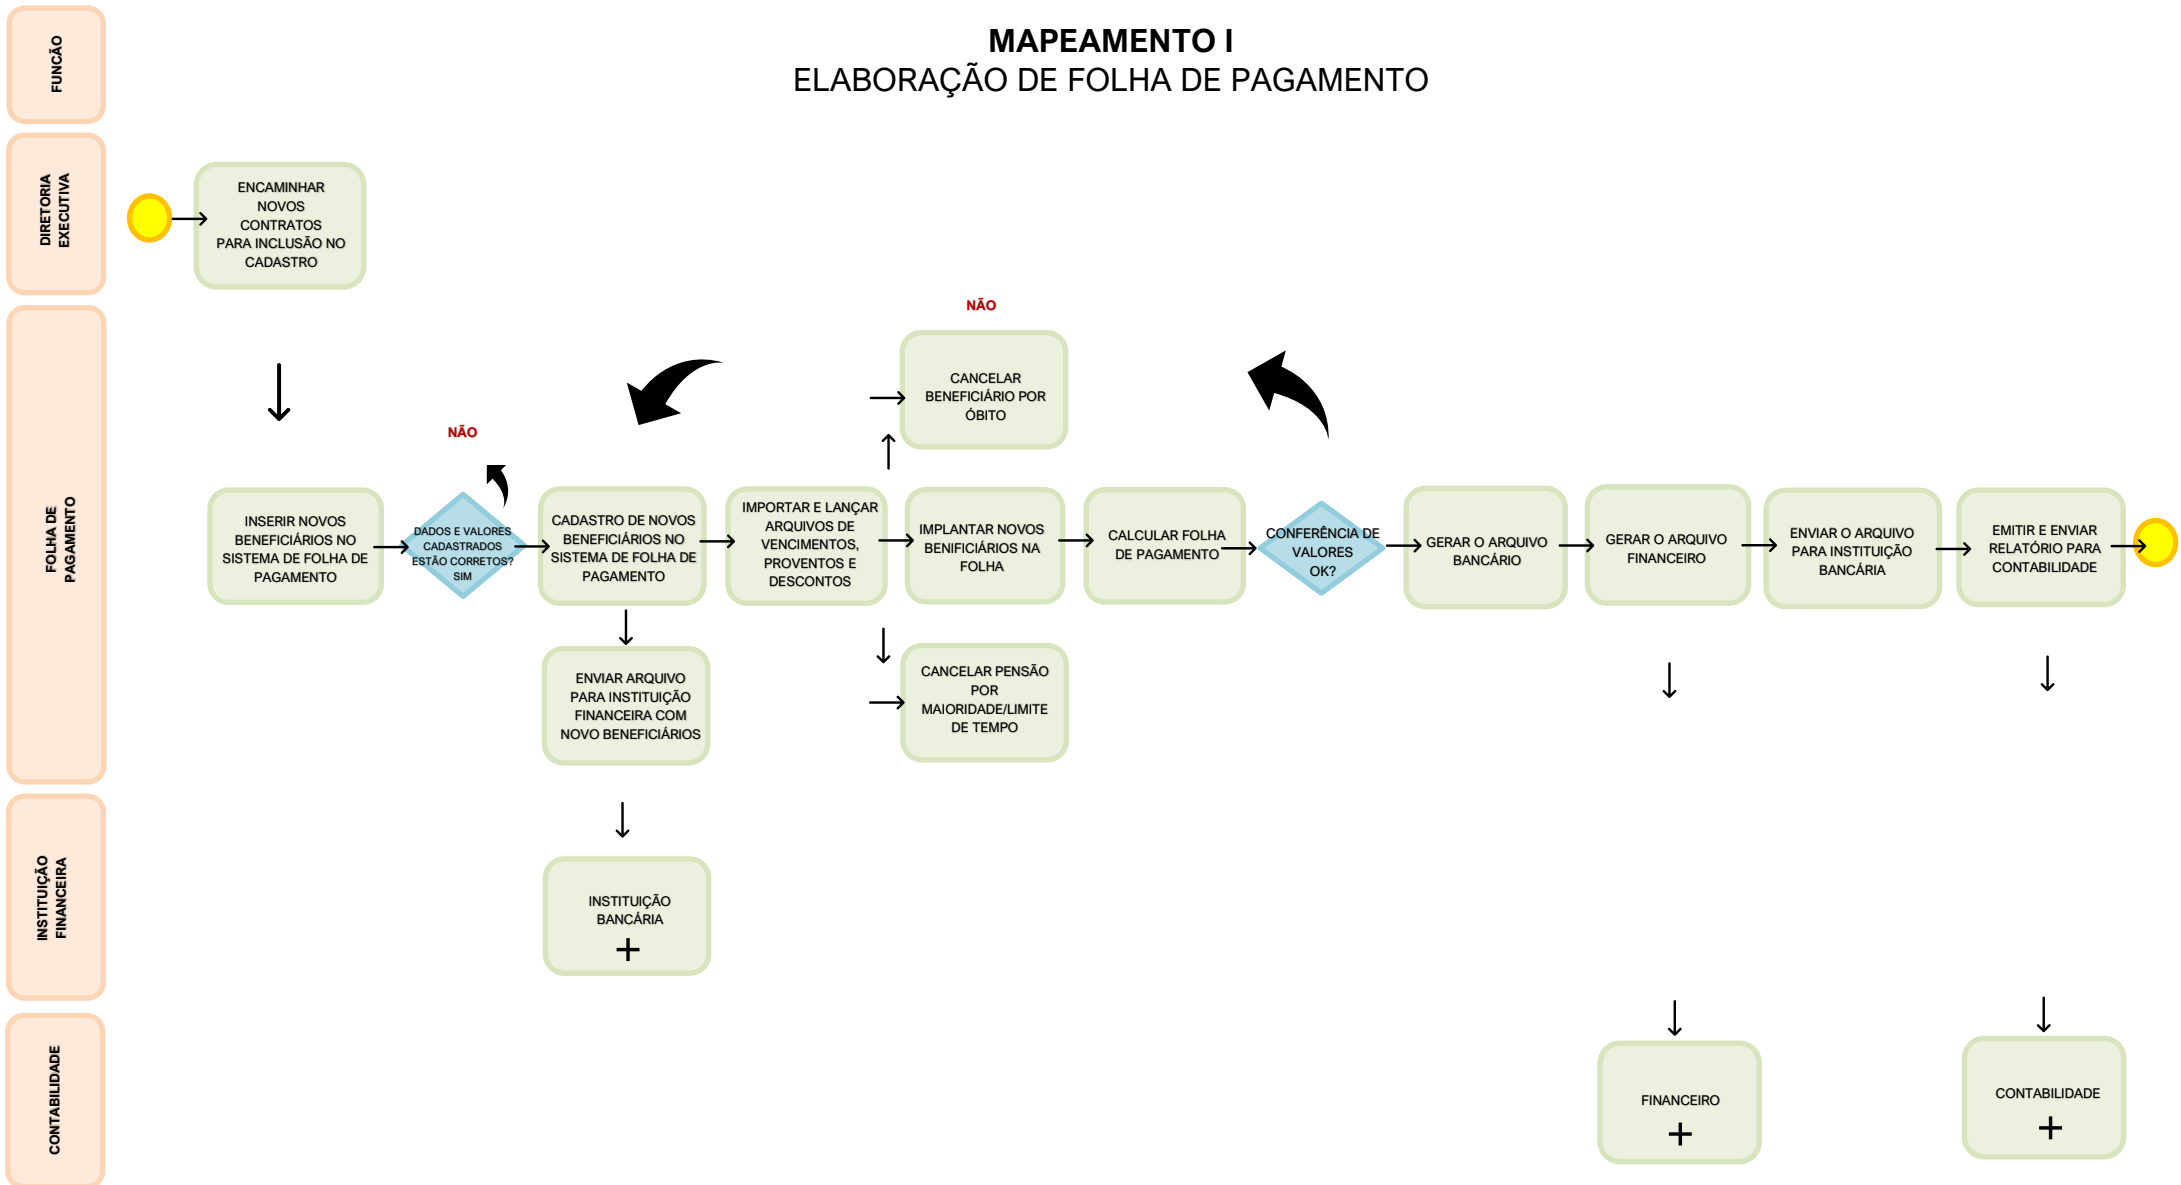 MAPEAMENTO I
ELABORAÇÃO DE FOLHA DE PAGAMENTO
FUNCÃO
DIRETORIA
EXECUTIVA
ENCAMINHAR
NOVOS
CONTRATOS
PARA INCLUSÃO NO
CADASTRO
FOLHA DE
PAGAMENTO
NÃO
CANCELAR
BENEFICIÁRIO POR
ÓBITO
NÃO
INSERIR NOVOS
BENEFICIÁRIOS NO
SISTEMA DE FOLHA DE
PAGAMENTO
DADOS E VALORES
CADASTRADOS
ESTÃO CORRETOS?
SIM
CADASTRO DE NOVOS
BENEFICIÁRIOS NO
SISTEMA DE FOLHA DE
PAGAMENTO
IMPORTAR E LANÇAR
ARQUIVOS DE
VENCIMENTOS,
PROVENTOS E
DESCONTOS
IMPLANTAR NOVOS
BENIFICIÁRIOS NA
FOLHA
CALCULAR FOLHA
DE PAGAMENTO
CONFERÊNCIA DE
VALORES
OK?
GERAR O ARQUIVO
BANCÁRIO
GERAR O ARQUIVO
FINANCEIRO
ENVIAR O ARQUIVO
PARA INSTITUIÇÃO
BANCÁRIA
EMITIR E ENVIAR
RELATÓRIO PARA
CONTABILIDADE
ENVIAR ARQUIVO
PARA INSTITUIÇÃO
FINANCEIRA COM
NOVO BENEFICIÁRIOS
CANCELAR PENSÃO
POR
MAIORIDADE/LIMITE
DE TEMPO
INSTITUIÇÃO
FINANCEIRA
INSTITUIÇÃO
BANCÁRIA
+
CONTABILIDADE
FINANCEIRO
+
CONTABILIDADE
+